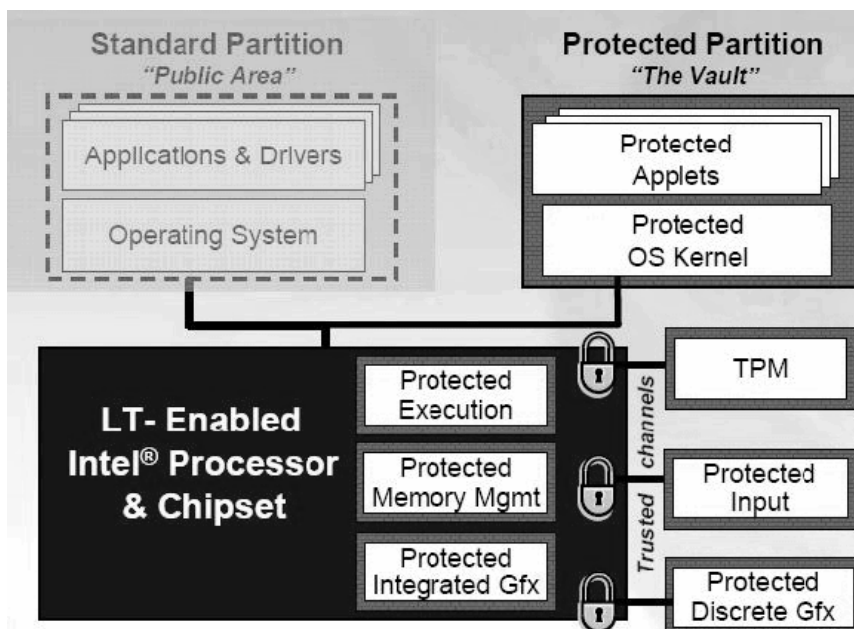 Standard Partition
“Public Area”
Applications & Drivers
Operating System
Protected Partition
“The Vault”
Protected
Applets
Protected
OS Kernel
LT- Enabled
Intel® Processor
& Chipset
Protected
Execution
Protected
Memory Mgmt
Protected
Integrated Gfx
Trusted channels
TPM
Protected
Input
Protected
Discrete Gfx